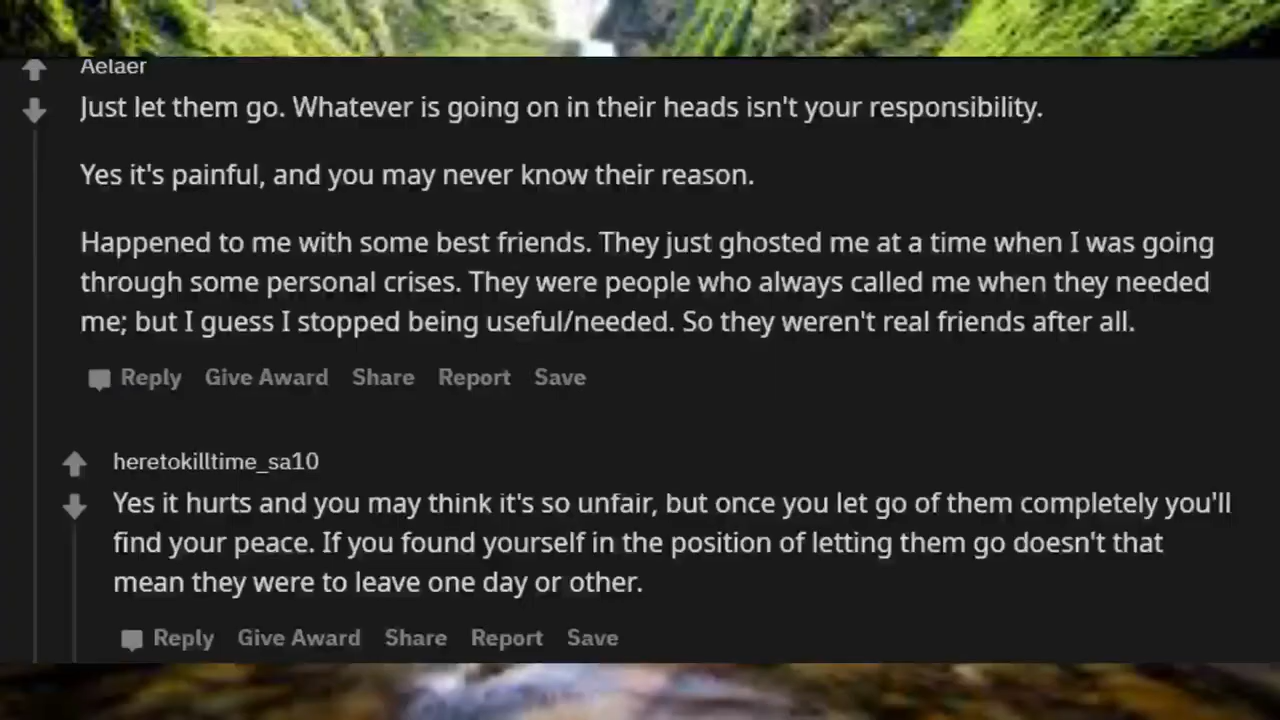 Aelaer
Just let them go. Whatever is going on in their heads isn't your responsibility.
Yes it's painful, and you may never know their reason.
Happened to me with some best friends. They just ghosted me at a time when I was going
through some personal crises. They were people who always called me when they needed
me; but I guess I stopped being useful/needed. So they weren't real friends after all.
Reply Give Award Share Report Save
heretokilltime_sa10
Yes it hurts and you may think it's so unfair, but once you let go of them completely you'll
find your peace. If you found yourself in the position of letting them go doesn't that
mean they were to leave one day or other.
Reply Give Award Share Report Save